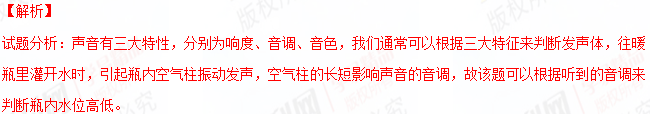 【解析】
试题分析：声音有三大特性，分别为响度、音调、音色，我们通常可以根据三大特征来判断发声体，往暖
瓶里灌开水时，引起瓶内空气柱振动发声，空气柱的长短影响声音的音调，故该题可以根据听到的音调来
判断瓶内水位高低。